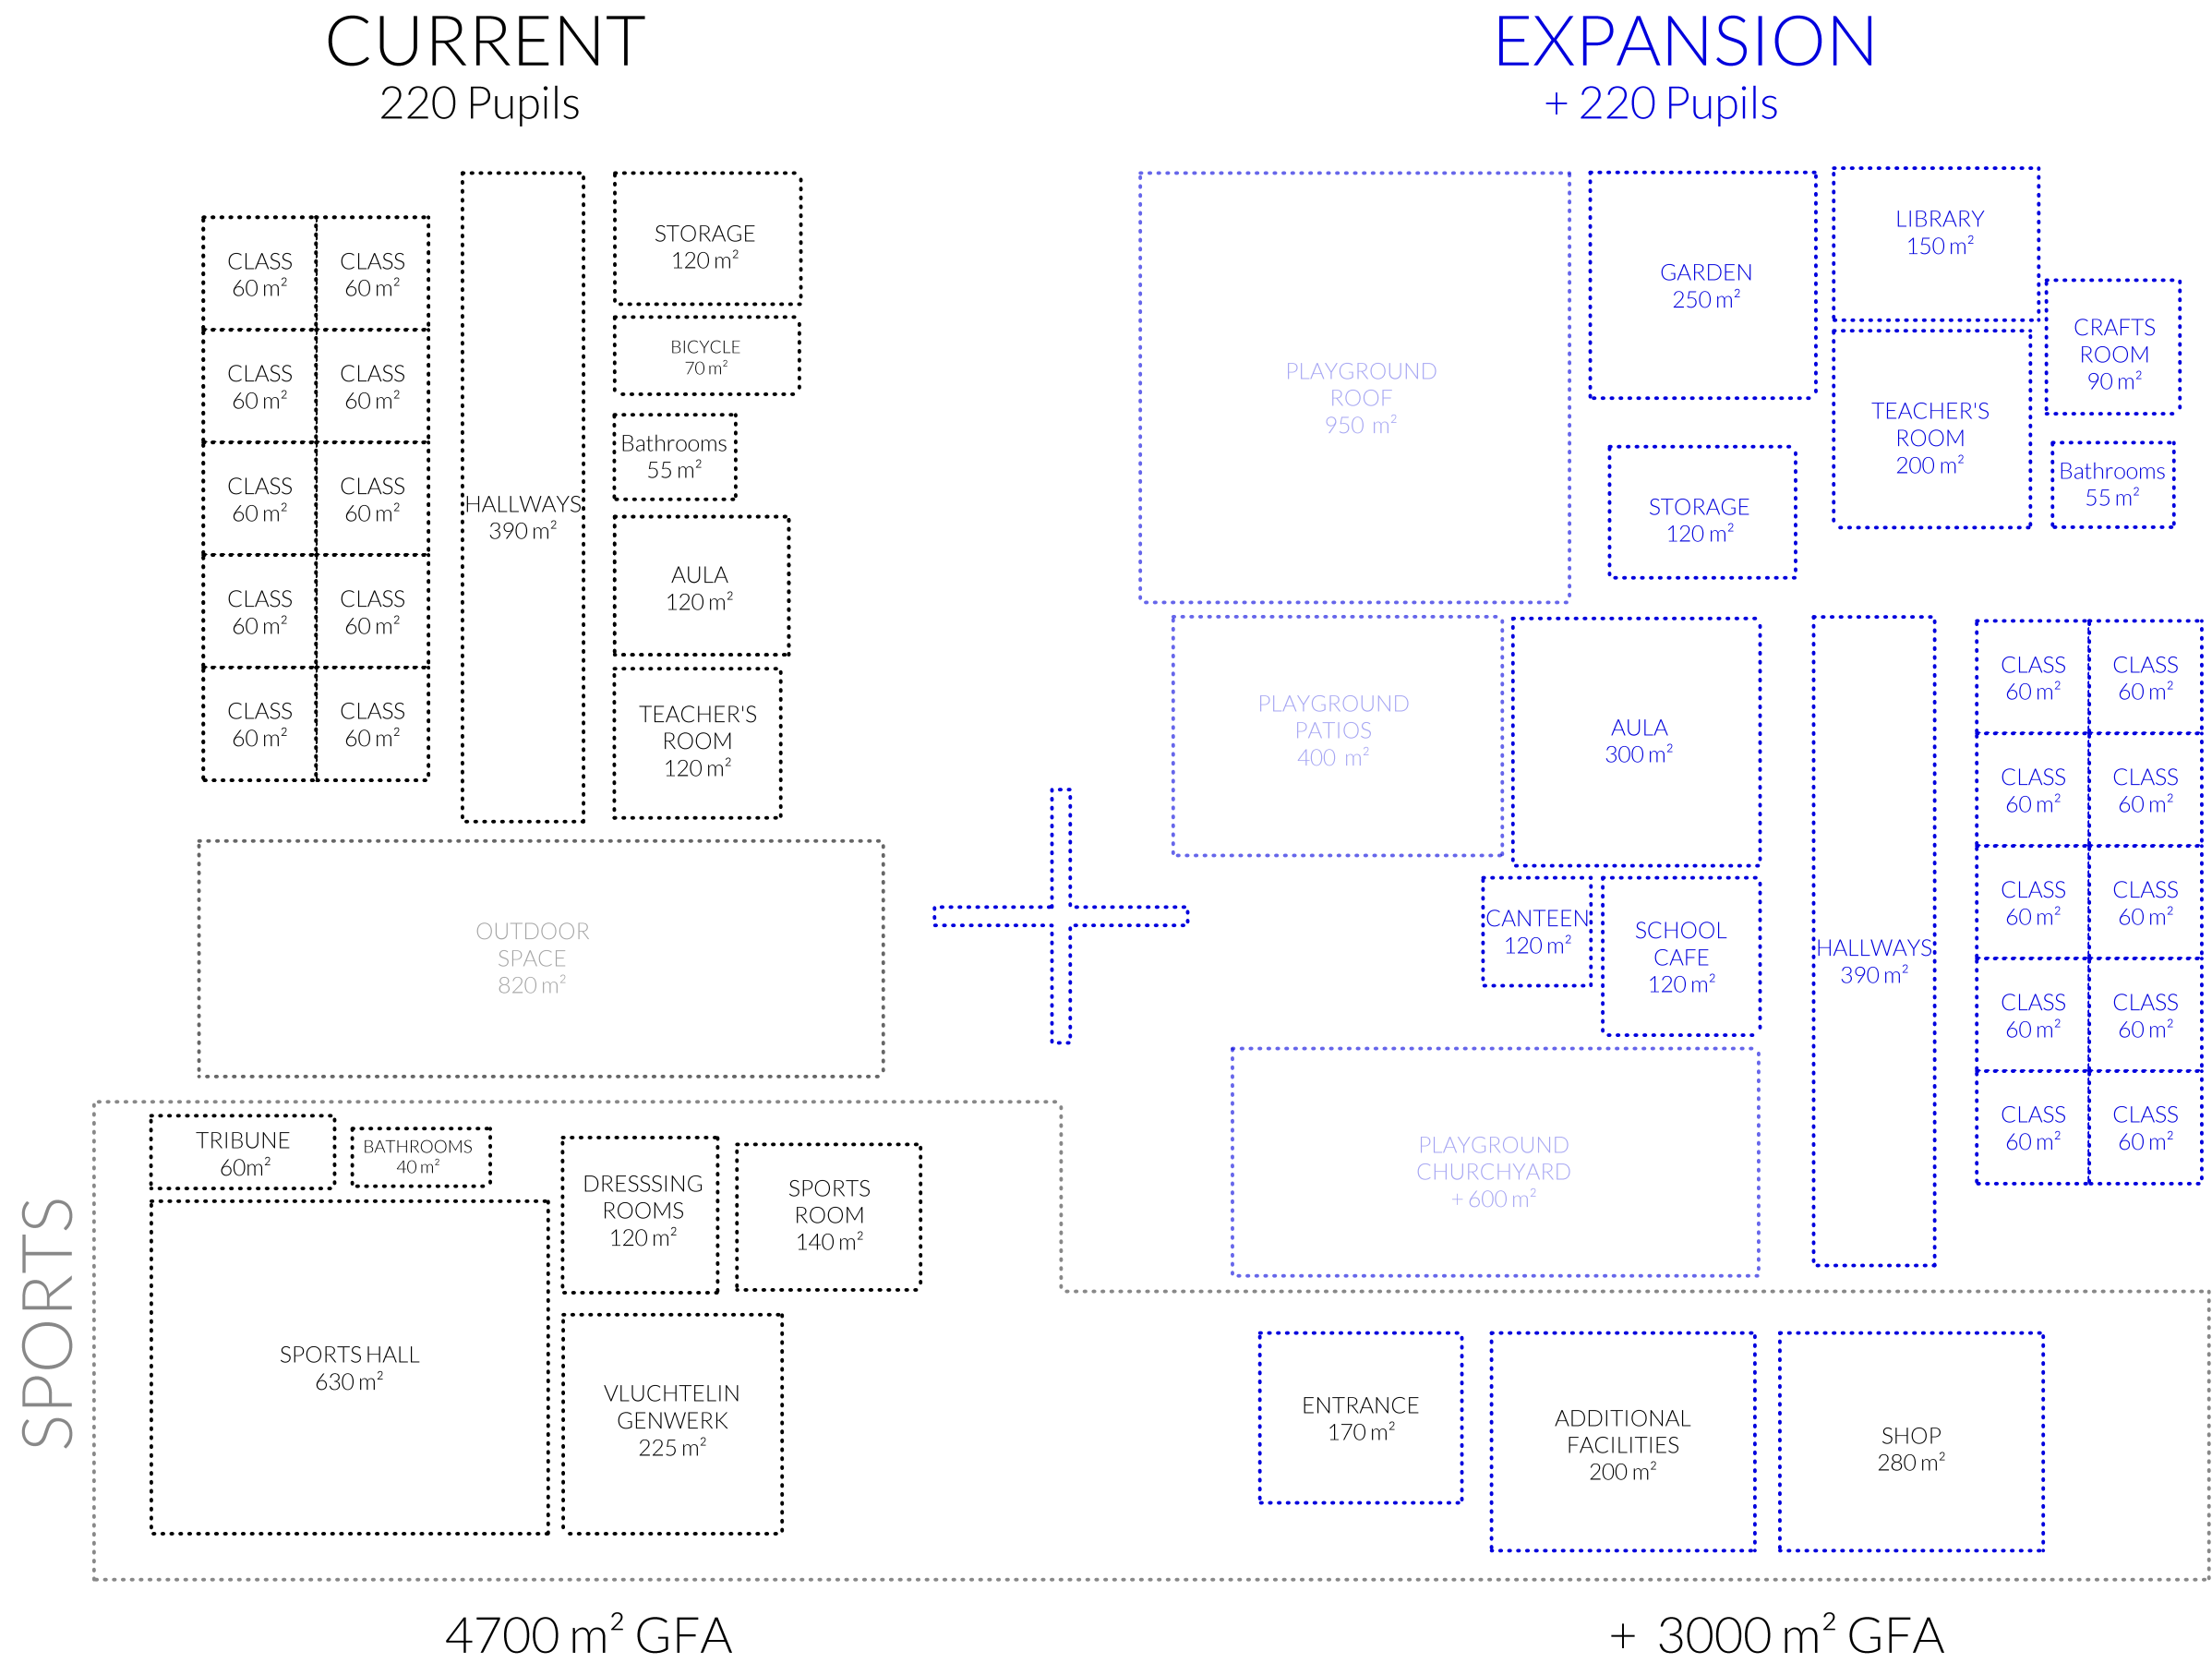 CURRENT
220 Pupils
EXPANSION
+ 220 Pupils
CLASS
60 m²
CLASS
60 m²
CLASS
60 m²
CLASS
60 m²
CLASS
60 m²
CLASS
60 m²
CLASS
60 m²
CLASS
60 m²
CLASS
60 m²
CLASS
60 m²
HALLWAYS
390 m²
STORAGE
120 m²
BICYCLE
70 m²
Bathrooms
55 m²
AULA
120 m²
TEACHER'S
ROOM
120 m²
OUTDOOR
SPACE
820 m²
PLAYGROUND
ROOF
950 m²
GARDEN
250 m²
LIBRARY
150 m²
CRAFTS
ROOM
90 m²
TEACHER'S
ROOM
200 m²
Bathrooms
55 m²
STORAGE
120 m²
PLAYGROUND
PATIOS
400 m²
AULA
300 m²
CANTEEN
120 m²
SCHOOL
CAFE
120 m²
HALLWAYS
390 m²
CLASS
60 m²
CLASS
60 m²
CLASS
60 m²
CLASS
60 m²
CLASS
60 m²
CLASS
60 m²
CLASS
60 m²
CLASS
60 m²
CLASS
60 m²
CLASS
60 m²
PLAYGROUND
CHURCHYARD
+ 600 m²
SPORTS
TRIBUNE
60m²
BATHROOMS
40 m²
DRESSSING
ROOMS
120 m²
SPORTS
ROOM
140 m²
SPORTS HALL
630 m²
VLUCHTELIN
GENWERK
225 m²
ENTRANCE
170 m²
ADDITIONAL
FACILITIES
200 m²
SHOP
280 m²
4700 m² GFA
+ 3000 m² GFA